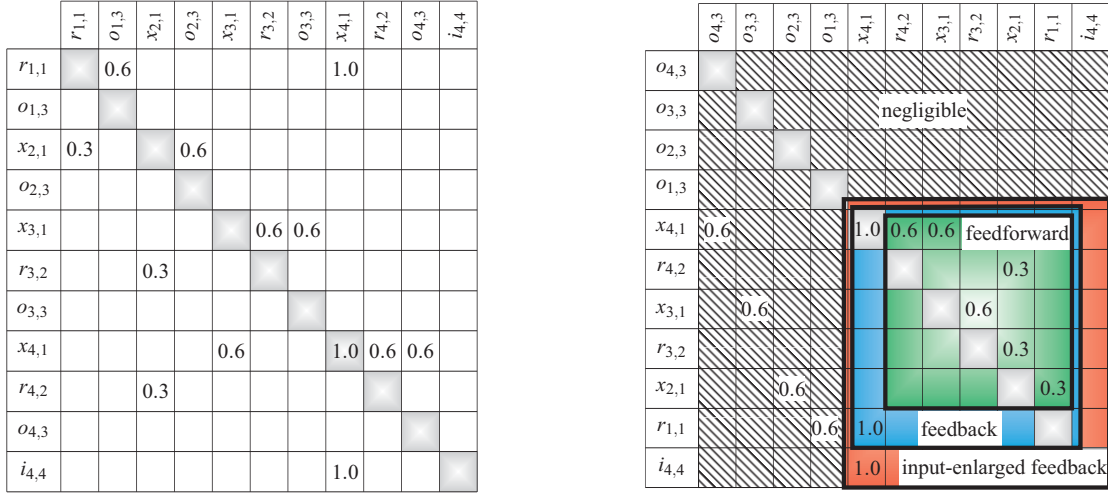 r1,1 o1,3 x2,1 o2,3 x3,1 r3,2 o3,3 x4,1 r4,2 o4,3 i4,4
r1,1 0.6 1.0
o1,3
x2,1 0.3 0.6
o2,3
x3,1 0.6 0.6
r3,2 0.3
o3,3
x4,1 0.6 1.0 0.6 0.6
r4,2 0.3
o4,3
i4,4 1.0
o4,3 o3,3 o2,3 o1,3 x4,1 r4,2 x3,1 r3,2 x2,1 r1,1 i4,4
o4,3
o3,3 negligible
o2,3
o1,3
x4,1 0.6 1.0 0.6 0.6 feedforward
r4,2 0.3
x3,1 0.6 0.6
r3,2 0.3
x2,1 0.6 0.3
r1,1 0.6 1.0 feedback
i4,4 1.0 input-enlarged feedback